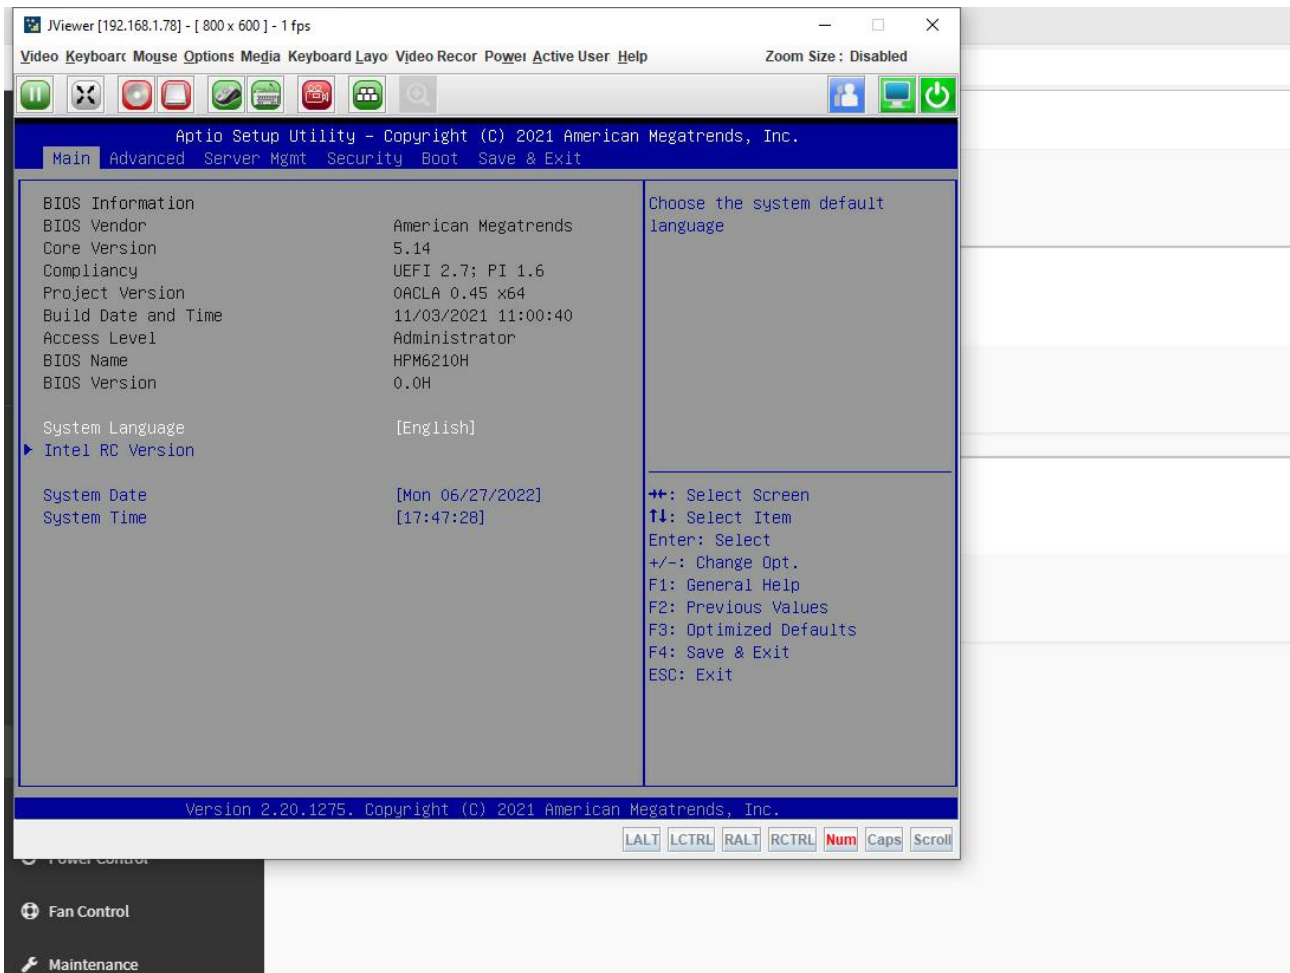 JViewer [192.168.1.78] - [ 800 x 600 ] - 1 fps
Video Keyboarc Mouse Options Media Keyboard Layo Video Recor Power Active User Help Zoom Size : Disabled
Aptio Setup Utility – Copyright (C) 2021 American Megatrends, Inc.
Main Advanced Server Mgmt Security Boot Save & Exit
BIOS Information
BIOS Vendor American Megatrends
Core Version 5.14
Compliancy UEFI 2.7; PI 1.6
Project Version 0ACLA 0.45 x64
Build Date and Time 11/03/2021 11:00:40
Access Level Administrator
BIOS Name HPM6210H
BIOS Version 0.0H
System Language [English]
Intel RC Version
System Date [Mon 06/27/2022]
System Time [17:47:28]
Choose the system default
language
→←: Select Screen
↑↓: Select Item
Enter: Select
+/-: Change Opt.
F1: General Help
F2: Previous Values
F3: Optimized Defaults
F4: Save & Exit
ESC: Exit
Version 2.20.1275. Copyright (C) 2021 American Megatrends, Inc.
LALT LCTRL RALT RCTRL Num Caps Scroll
Power Control
Fan Control
Maintenance